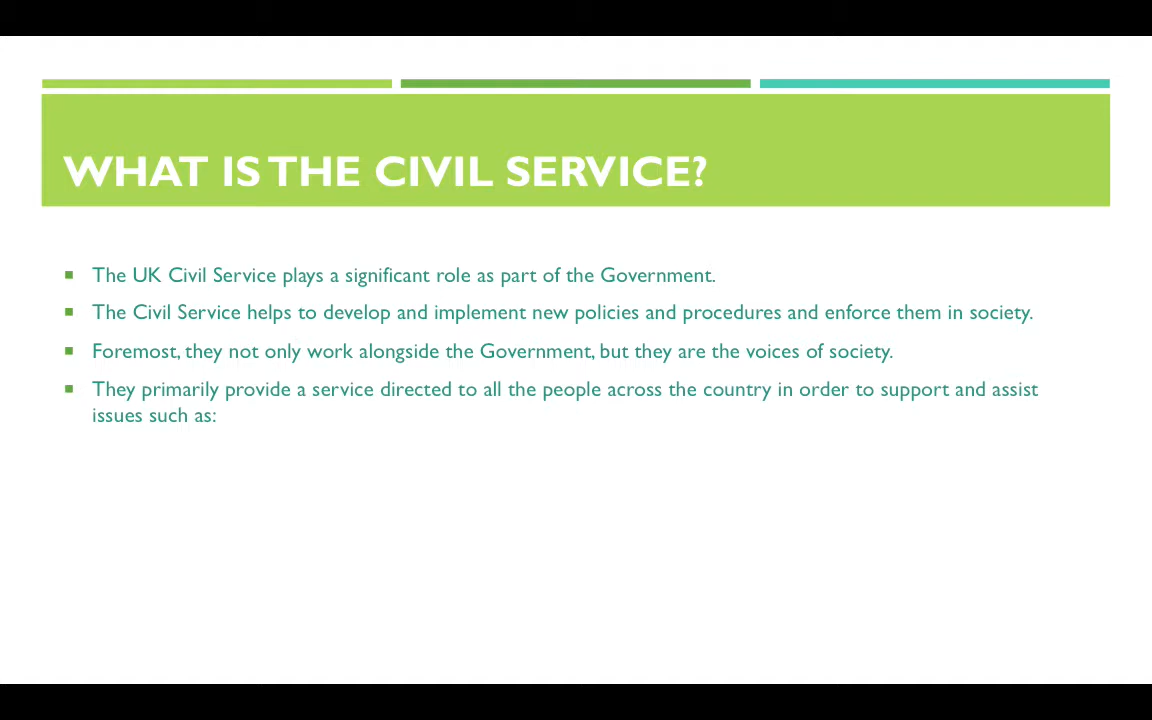 WHAT IS THE CIVIL SERVICE?
The UK Civil Service plays a significant role as part of the Government.
The Civil Service helps to develop and implement new policies and procedures and enforce them in society.
Foremost, they not only work alongside the Government, but they are the voices of society.
They primarily provide a service directed to all the people across the country in order to support and assist
issues such as: